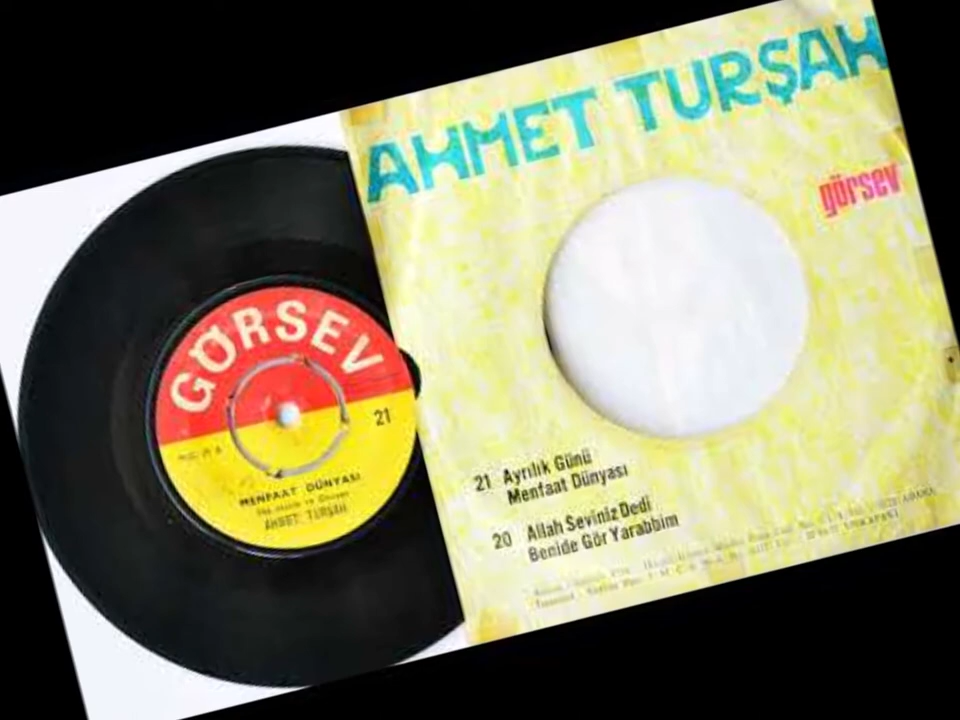 AHMET TURŞAH
görsev
GÖRSEV
21
MENFAAT DÜNYASI
AHMET TURŞAH
21 Ayrılık Günü
Menfaat Dünyası
20 Allah Seviniz Dedi
Benide Gör Yarabbim